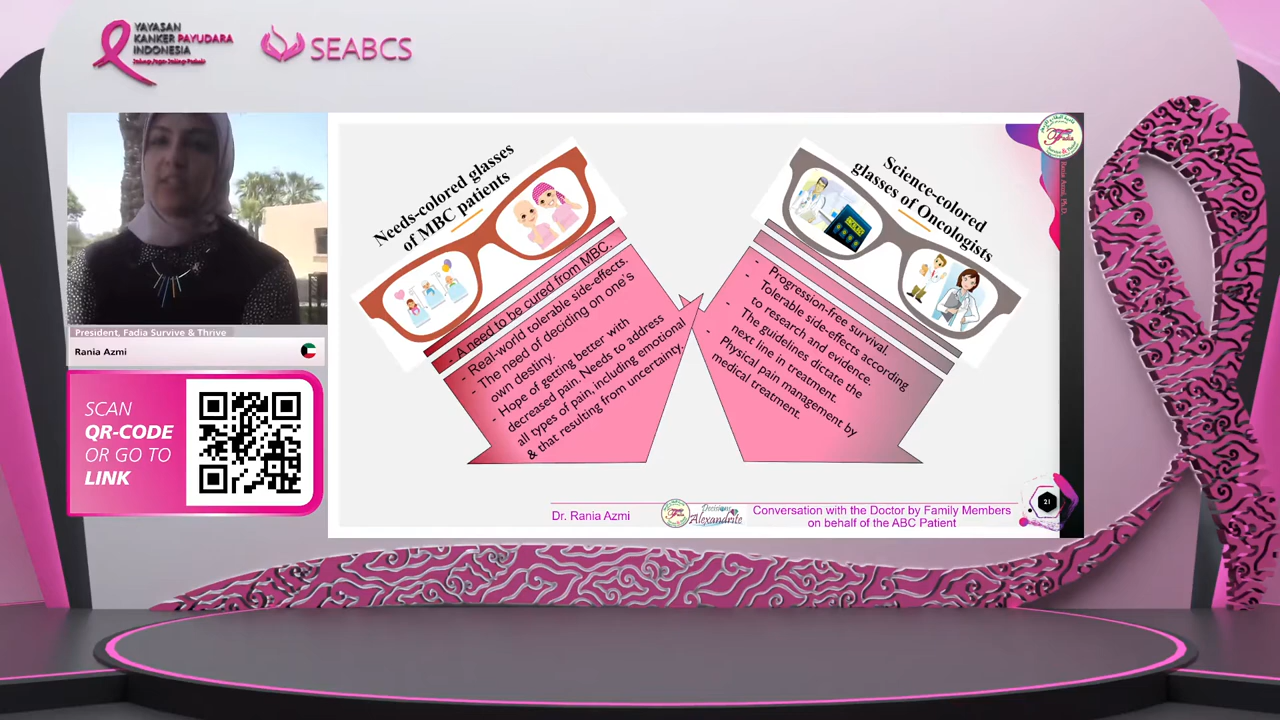 YAYASAN
KANKER PAYUDARA
INDONESIA
SEABCS
President, Fadia Survive & Thrive
Rania Azmi
SCAN
QR-CODE
OR GO TO
LINK
Needs-colored glasses
of MBC patients
- A need to be cured from MBC.
- Real-world tolerable side-effects.
- The need of deciding on one's
own destiny.
- Hope of getting better with
decreased pain. Needs to address
all types of pain, including emotional
& that resulting from uncertainty.
Science-colored
glasses of Oncologists
- Progression-free survival.
- Tolerable side-effects according
to research and evidence.
- The guidelines dictate the
next line in treatment.
- Physical pain management by
medical treatment.
Rania Azmi, Ph.D.
21
Dr. Rania Azmi
Decisions
Alexandrite
Conversation with the Doctor by Family Members
on behalf of the ABC Patient